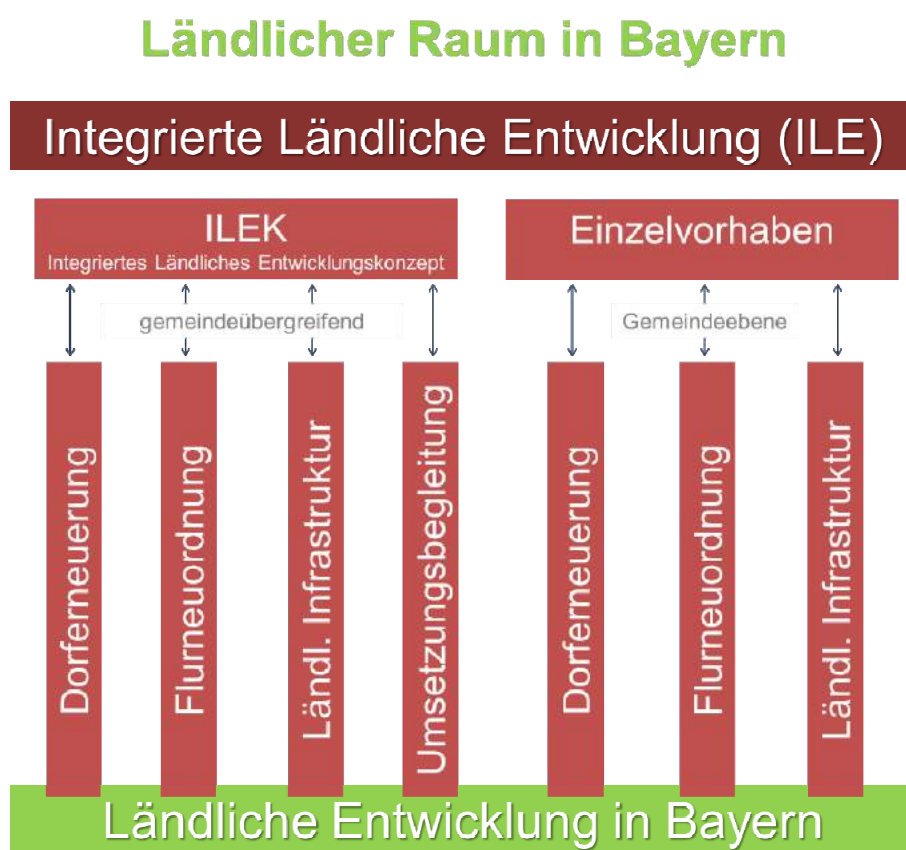 Ländlicher Raum in Bayern
Integrierte Ländliche Entwicklung (ILE)
ILEK
Integriertes Ländliches Entwicklungskonzept
Einzelvorhaben
gemeindeübergreifend
Gemeindeebene
Dorferneuerung
Flurneuordnung
Ländl. Infrastruktur
Umsetzungsbegleitung
Dorferneuerung
Flurneuordnung
Ländl. Infrastruktur
Ländliche Entwicklung in Bayern